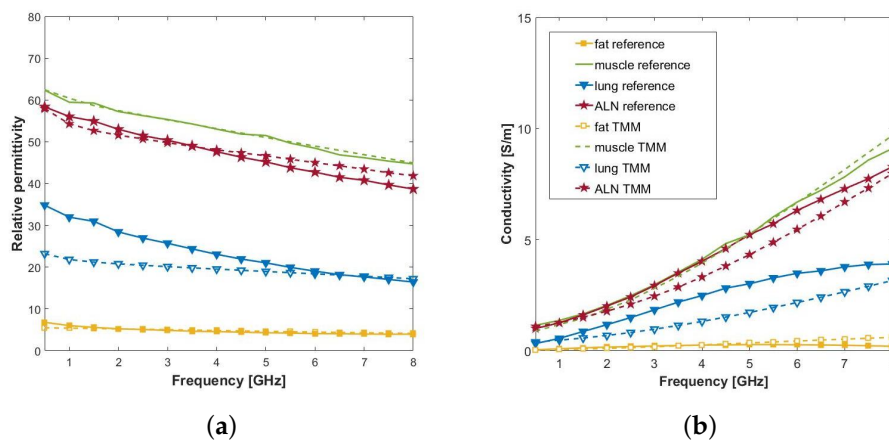 80
70
60
50
40
30
20
10
0
Relative permittivity
1 2 3 4 5 6 7 8
Frequency [GHz]
(a)
15
10
5
0
Conductivity [S/m]
fat reference
muscle reference
lung reference
ALN reference
fat TMM
muscle TMM
lung TMM
ALN TMM
1 2 3 4 5 6 7
Frequency [GHz]
(b)